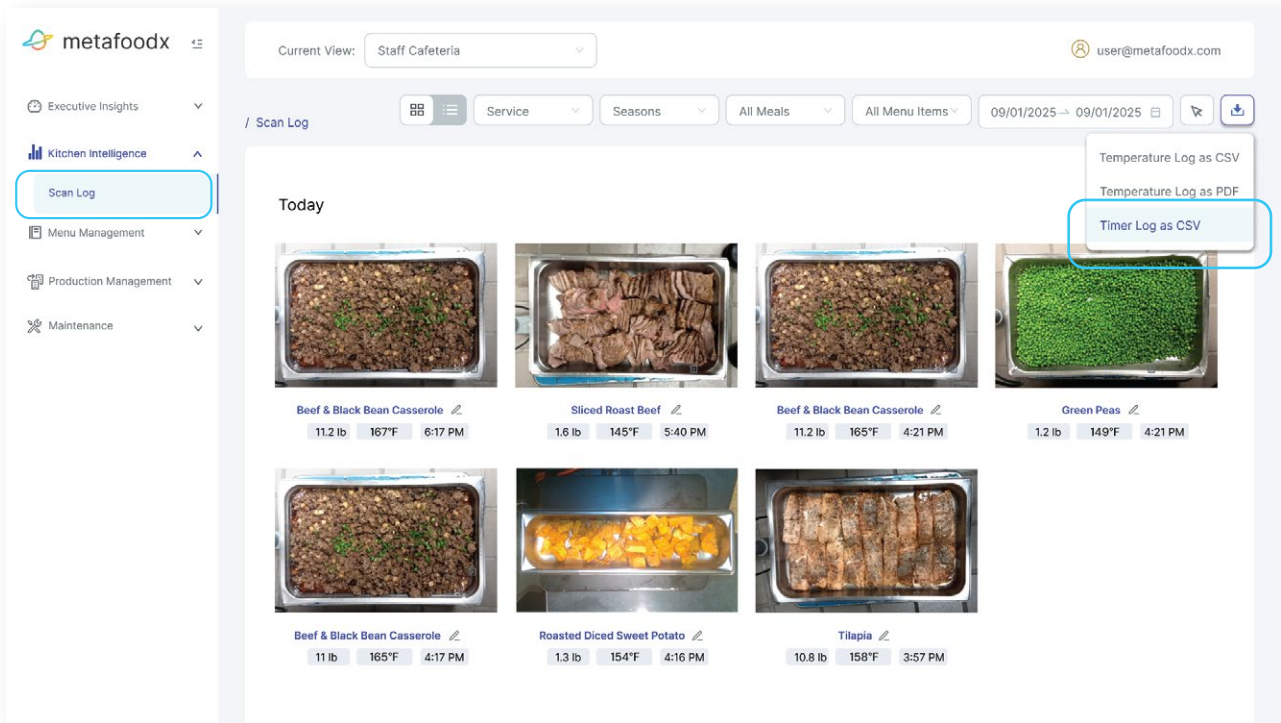 metafoodx
Current View: Staff Cafeteria
user@metafoodx.com
Executive Insights
Kitchen Intelligence
Scan Log
Menu Management
Production Management
Maintenance
/ Scan Log
Service
Seasons
All Meals
All Menu Items
09/01/2025 → 09/01/2025
Temperature Log as CSV
Temperature Log as PDF
Timer Log as CSV
Today
Beef & Black Bean Casserole
11.2 lb 167°F 6:17 PM
Sliced Roast Beef
1.6 lb 145°F 5:40 PM
Beef & Black Bean Casserole
11.2 lb 165°F 4:21 PM
Green Peas
1.2 lb 149°F 4:21 PM
Beef & Black Bean Casserole
11 lb 165°F 4:17 PM
Roasted Diced Sweet Potato
1.3 lb 154°F 4:16 PM
Tilapia
10.8 lb 158°F 3:57 PM